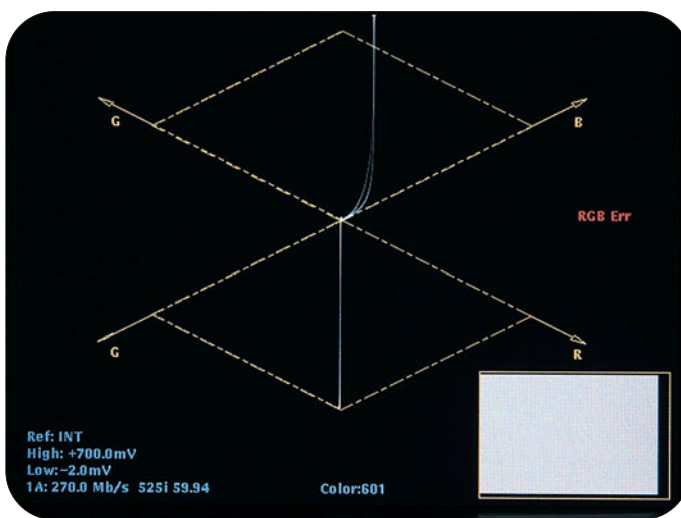 G
B
RGB Err
G
R
Ref: INT
High: +700.0mV
Low:-2.0mV
1A: 270.0 Mb/s 525i 59.94
Color:601